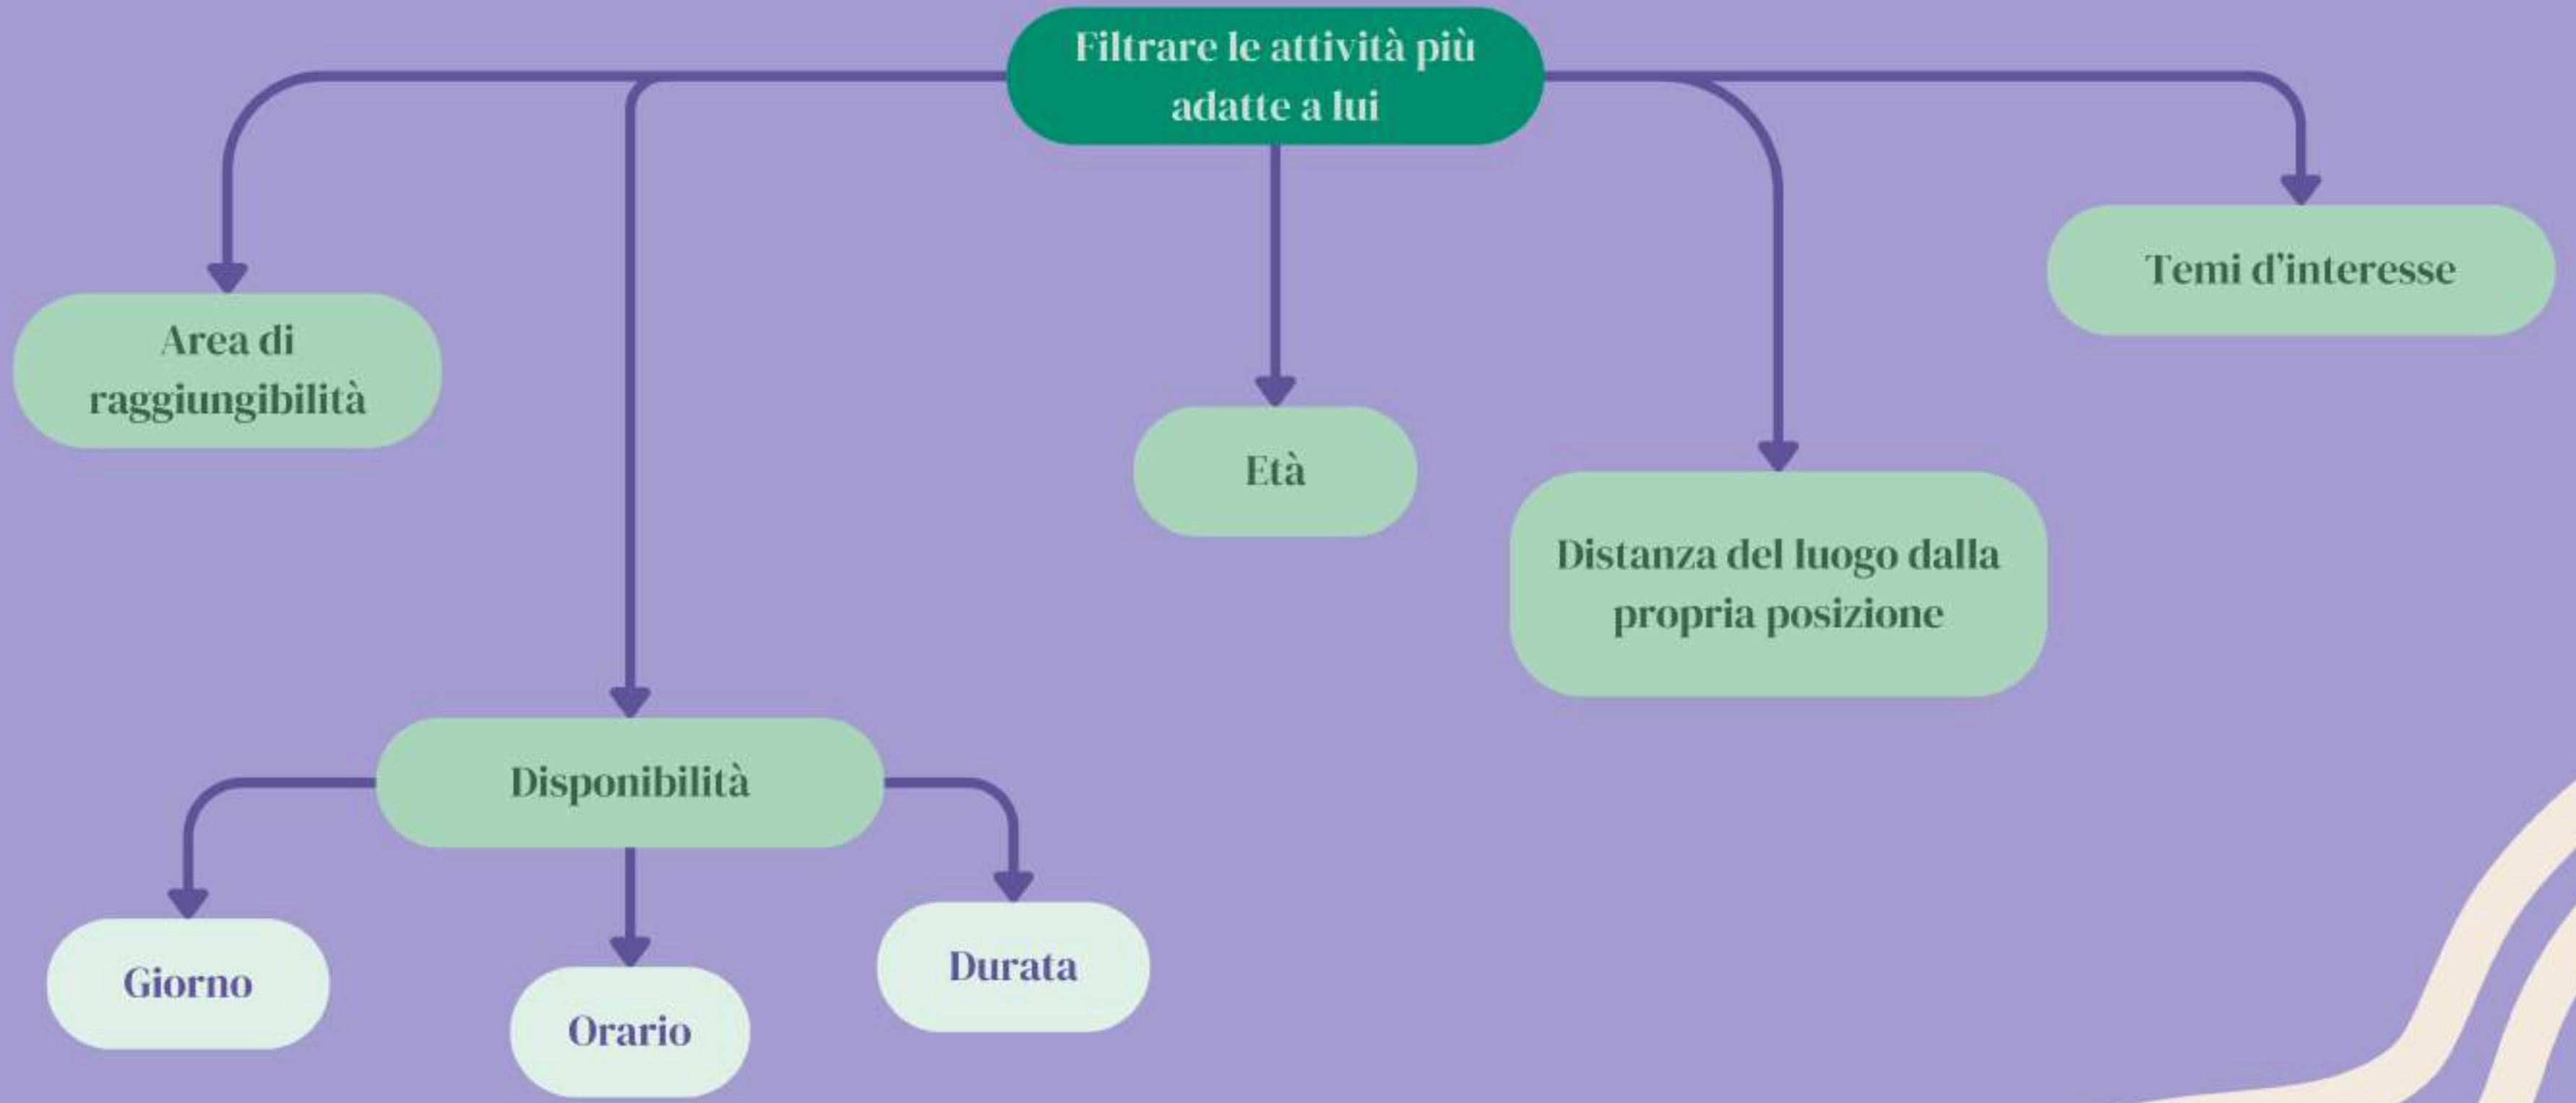 Filtrare le attività più
adatte a lui
Temi d'interesse
Area di
raggiungibilità
Età
Distanza del luogo dalla
propria posizione
Disponibilità
Giorno
Orario
Durata